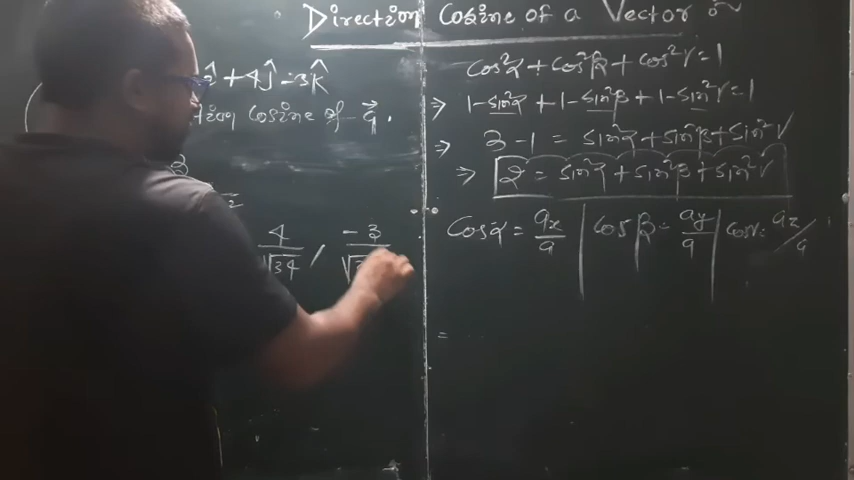 Direction Cosine of a Vector :~
+ 4ĵ - 3k̂
Cosine of a⃗ .
4/√34 / -3/√3
cos²α + cos²β + cos²γ = 1
⇒ 1-sin²α + 1-sin²β + 1-sin²γ = 1
⇒ 3-1 = sin²α + sin²β + sin²γ
⇒ 2 = sin²α + sin²β + sin²γ
Cosα = ax/a | cosβ = ay/a | cosγ = az/a
=